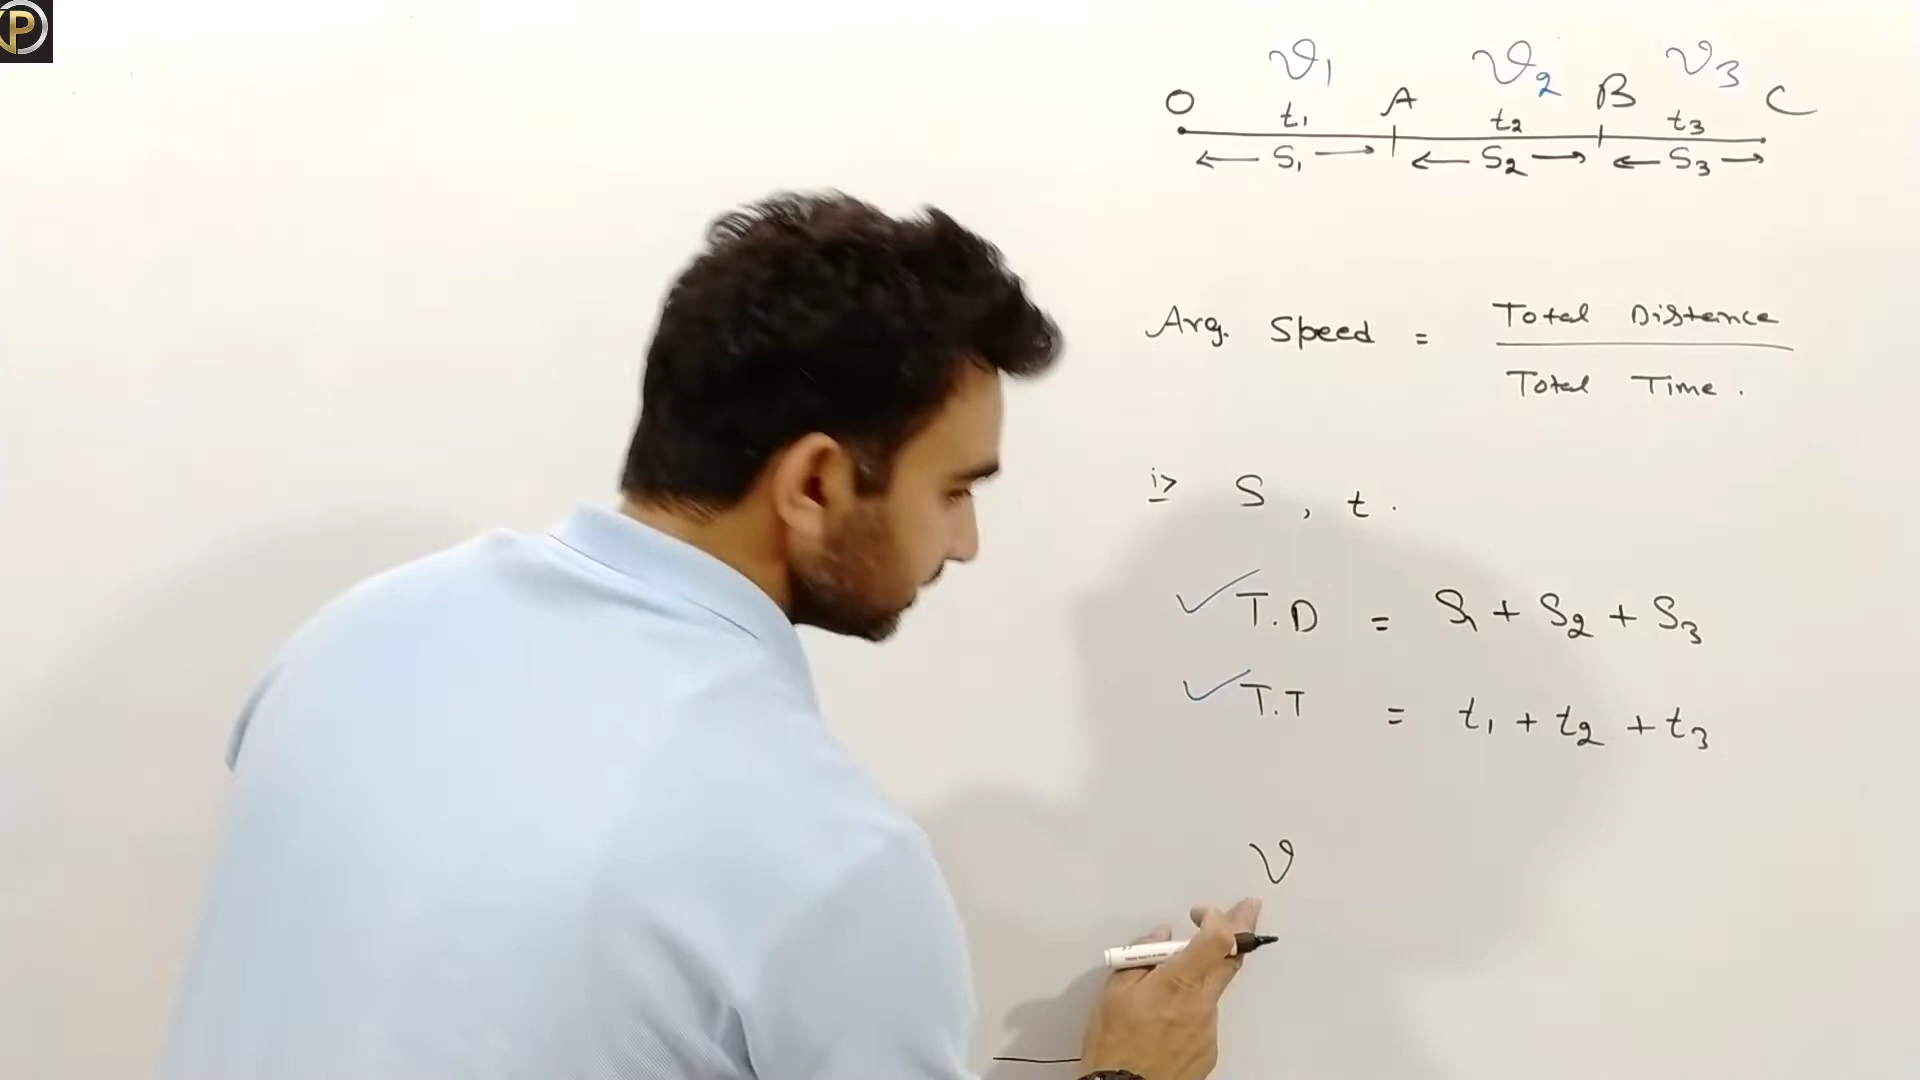 P
v1 v2 v3
O t1 A t2 B t3 C
← S1 → ← S2 → ← S3 →
Avg. Speed = Total Distance
Total Time.
i> S, t.
✓ T.D = S1 + S2 + S3
✓ T.T = t1 + t2 + t3
v